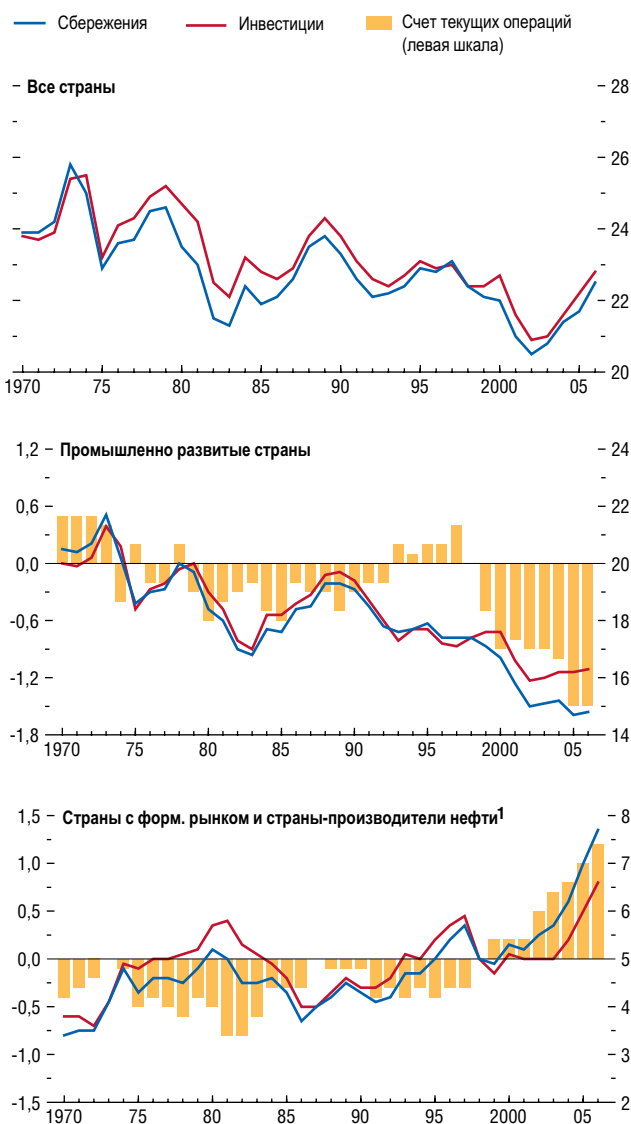 Сбережения Инвестиции Счет текущих операций
(левая шкала)
Все страны
28
26
24
22
20
1970 75 80 85 90 95 2000 05
Промышленно развитые страны
1,2 24
0,6 22
0,0 20
-0,6 18
-1,2 16
-1,8 14
1970 75 80 85 90 95 2000 05
Страны с форм. рынком и страны-производители нефти1
1,5 8
1,0 7
0,5 6
0,0 5
-0,5 4
-1,0 3
-1,5 2
1970 75 80 85 90 95 2000 05